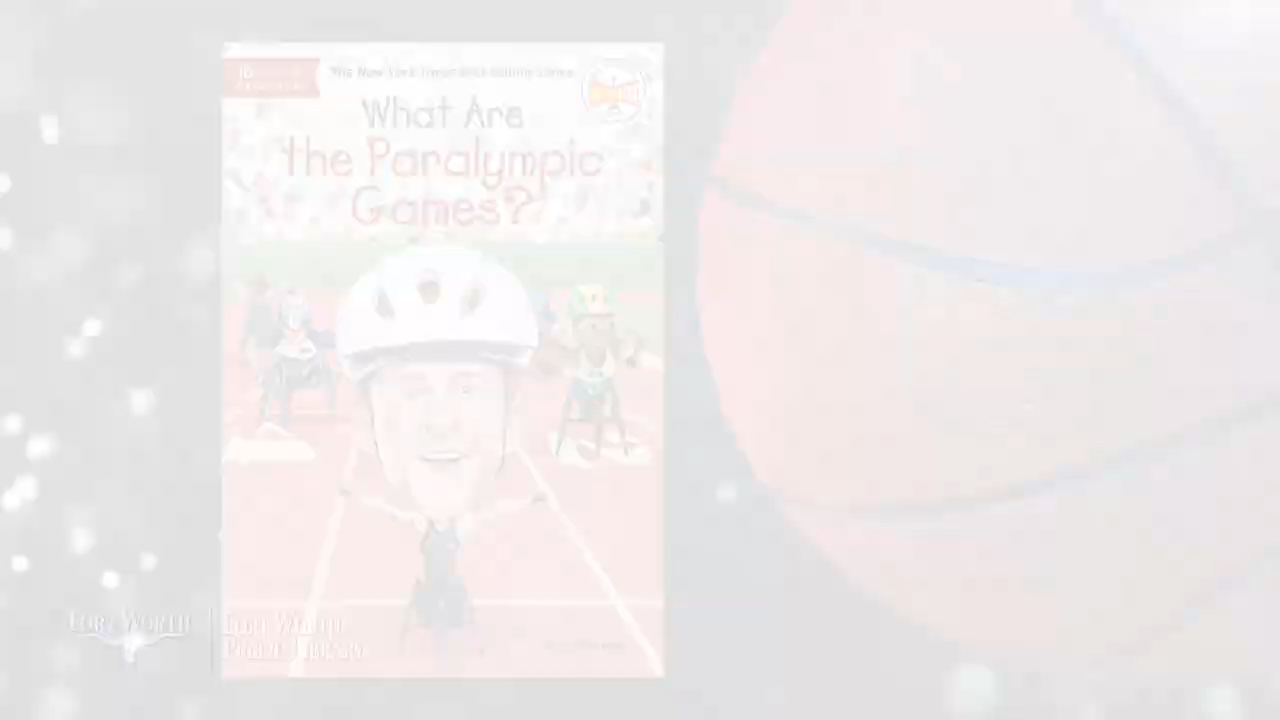 The New York Times Best-Selling Series
What Are
the Paralympic
Games?
FORT WORTH
FORT WORTH
PUBLIC LIBRARY